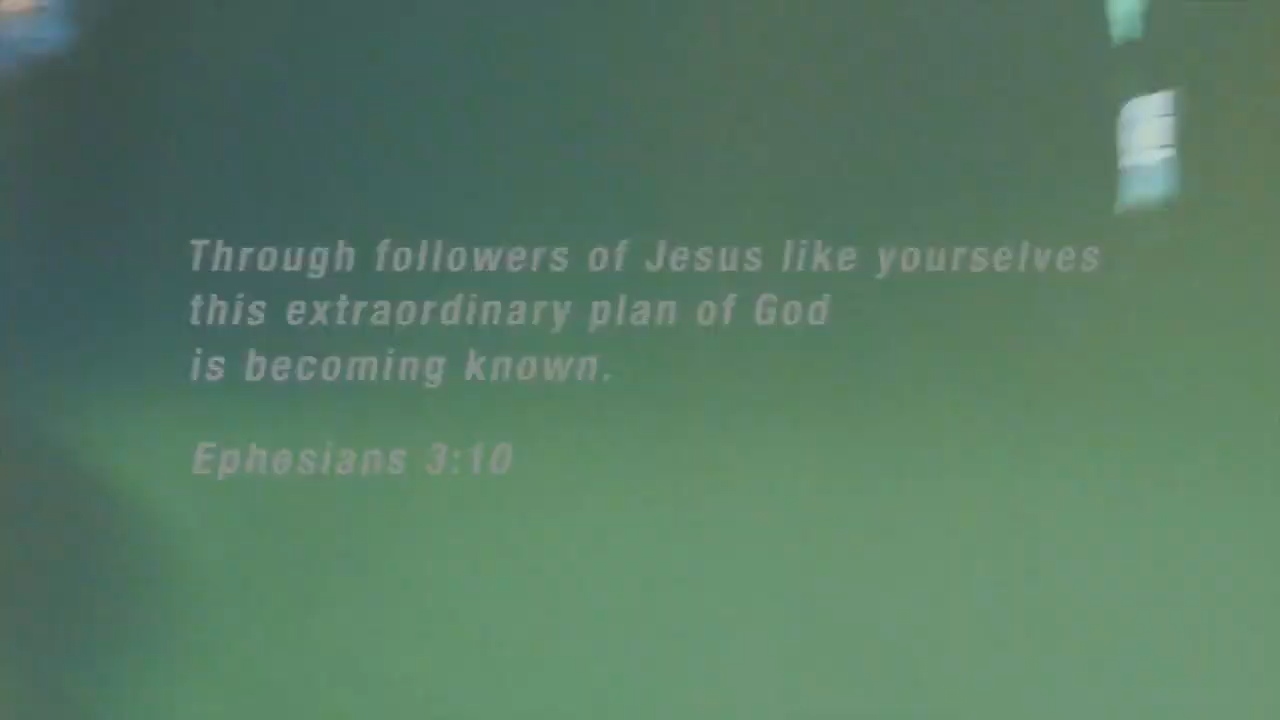 Through followers of Jesus like yourselves
this extraordinary plan of God
is becoming known.
Ephesians 3:10